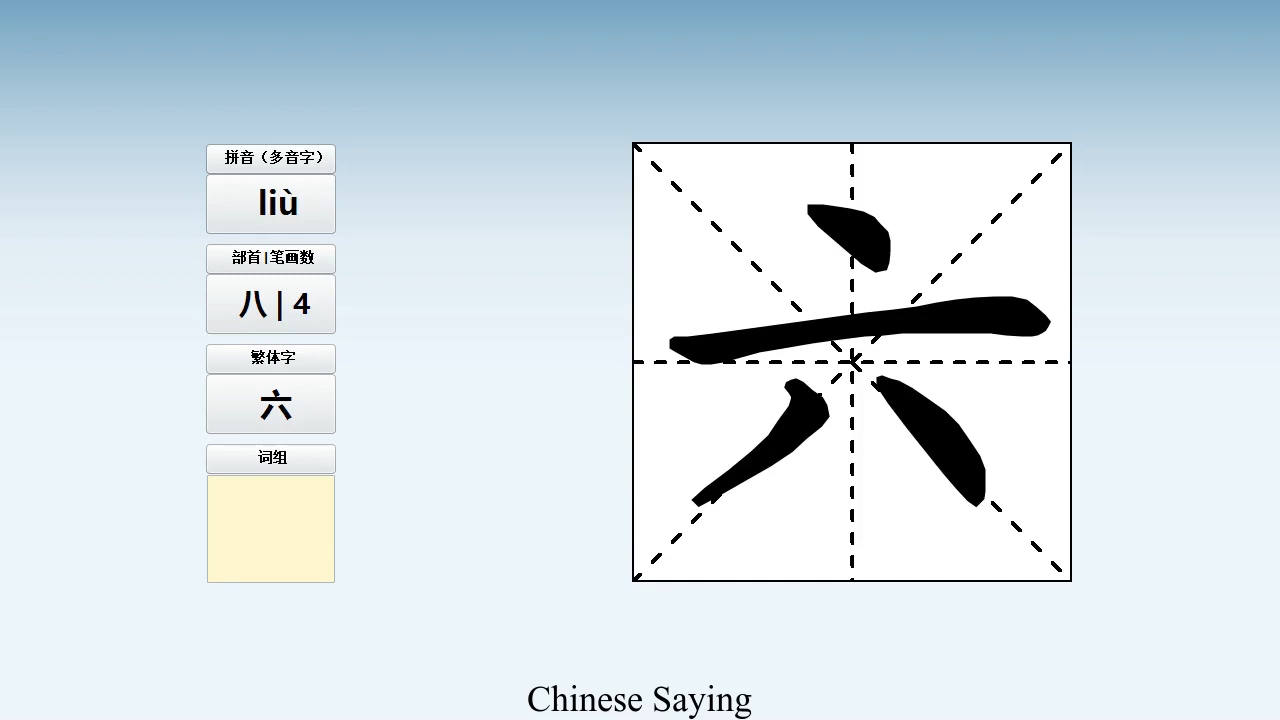 拼音（多音字）
liù
部首|笔画数
八 | 4
繁体字
六
词组
六
Chinese Saying